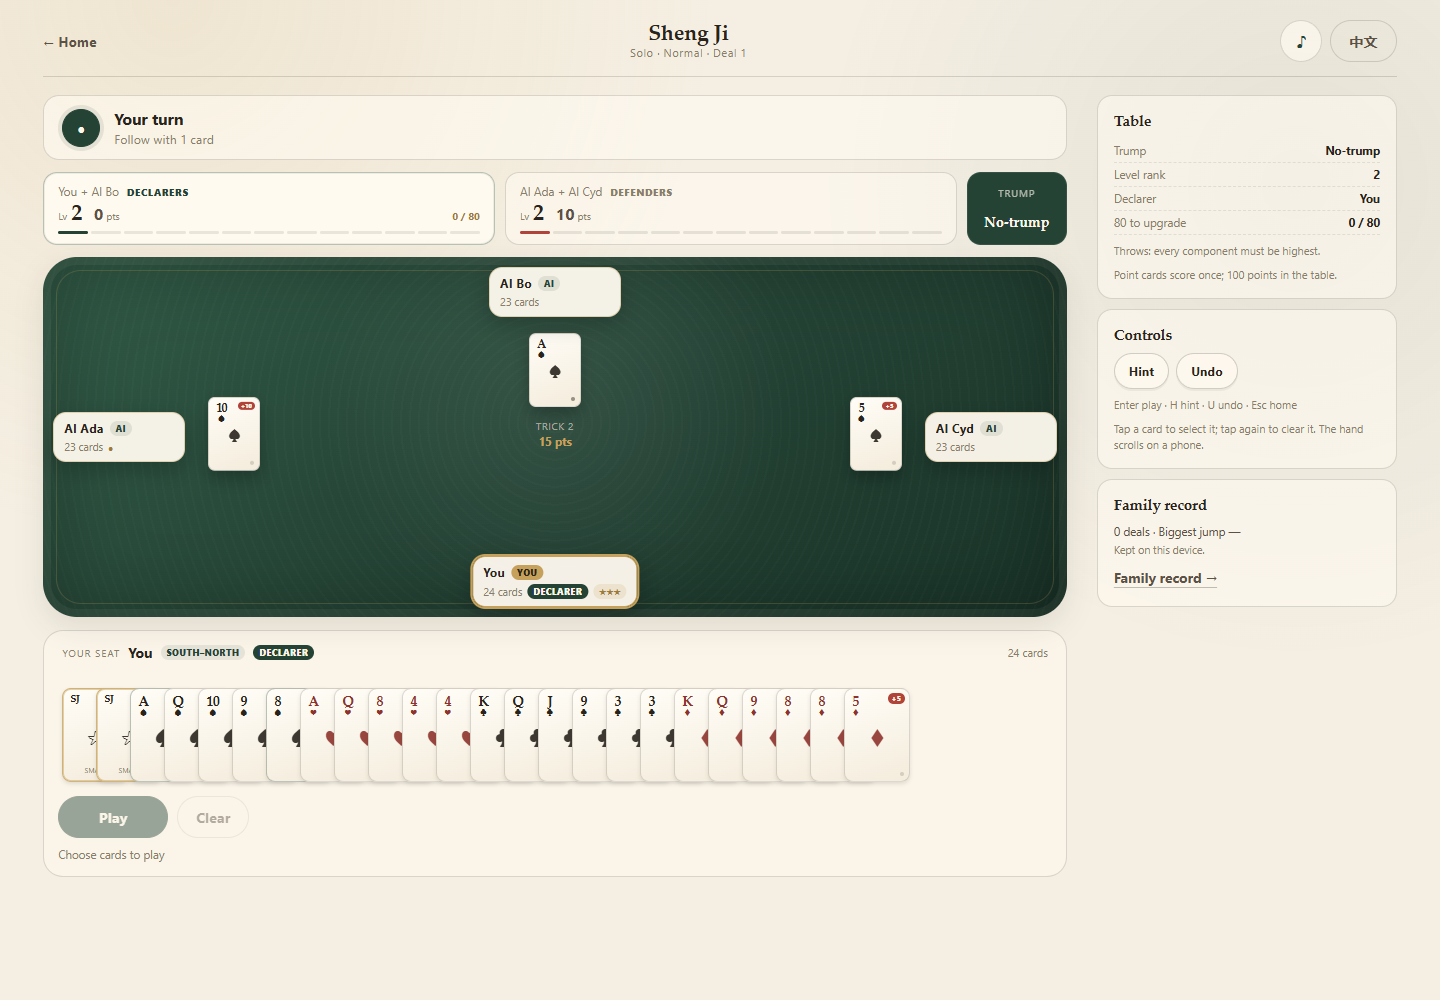 ← Home
Sheng Ji
Solo · Normal · Deal 1
♪
中文
Your turn
Follow with 1 card
You + AI Bo DECLARERS
Lv 2 0 pts 0 / 80
AI Ada + AI Cyd DEFENDERS
Lv 2 10 pts
TRUMP
No-trump
AI Bo AI
23 cards
A
♠
10 +10
♠
AI Ada AI
23 cards
TRICK 2
15 pts
5 +5
♠
AI Cyd AI
23 cards
You YOU
24 cards DECLARER ★★★
YOUR SEAT You SOUTH–NORTH DECLARER 24 cards
SJ SJ A Q 10 9 8 A Q 8 4 4 K Q J 9 3 3 K Q 9 8 8 5 +5
Play Clear
Choose cards to play
Table
Trump No-trump
Level rank 2
Declarer You
80 to upgrade 0 / 80
Throws: every component must be highest.
Point cards score once; 100 points in the table.
Controls
Hint Undo
Enter play · H hint · U undo · Esc home
Tap a card to select it; tap again to clear it. The hand
scrolls on a phone.
Family record
0 deals · Biggest jump —
Kept on this device.
Family record →